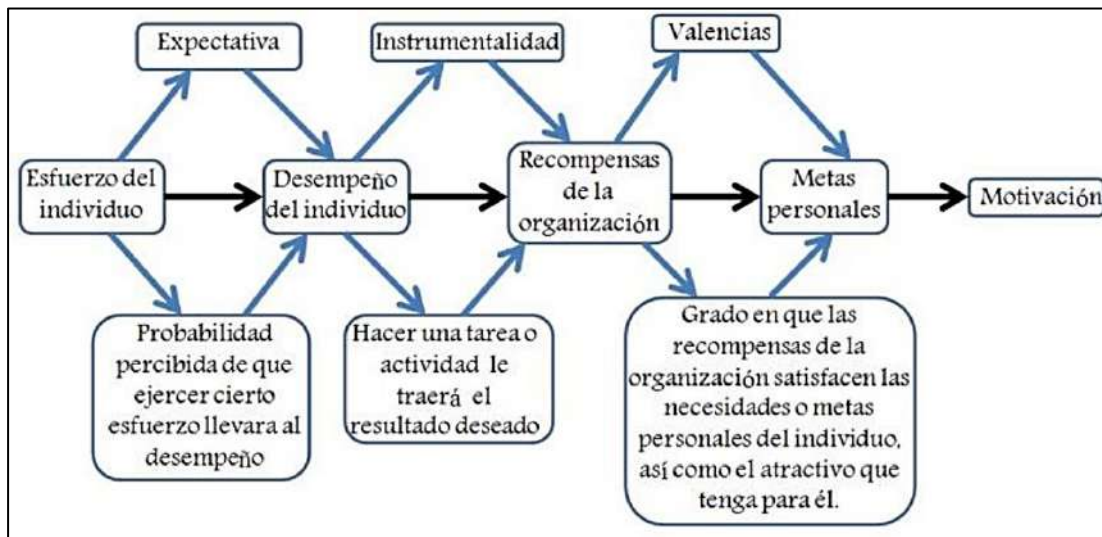 Expectativa
Instrumentalidad
Valencias
Esfuerzo del
individuo
Desempeño
del individuo
Recompensas
de la
organización
Metas
personales
Motivación
Probabilidad
percibida de que
ejercer cierto
esfuerzo llevara al
desempeño
Hacer una tarea o
actividad le
traerá el
resultado deseado
Grado en que las
recompensas de la
organización satisfacen las
necesidades o metas
personales del individuo,
así como el atractivo que
tenga para él.